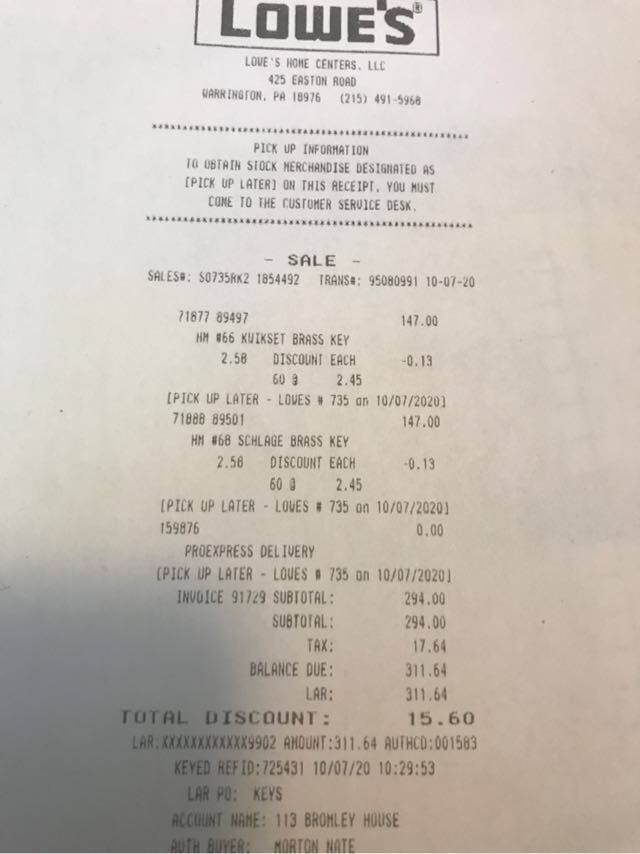 LOWE'S®
LOWE'S HOME CENTERS, LLC
425 EASTON ROAD
WARRINGTON, PA 18976 (215) 491-5968
****************************************************
PICK UP INFORMATION
TO OBTAIN STOCK MERCHANDISE DESIGNATED AS
[PICK UP LATER] ON THIS RECEIPT, YOU MUST
COME TO THE CUSTOMER SERVICE DESK.
****************************************************
- SALE -
SALES#: S0735RK2 1854492 TRANS#: 95080991 10-07-20
71877 89497 147.00
HM #66 KWIKSET BRASS KEY
2.58 DISCOUNT EACH -0.13
60 @ 2.45
[PICK UP LATER - LOWES # 735 on 10/07/2020]
71888 89501 147.00
HM #68 SCHLAGE BRASS KEY
2.58 DISCOUNT EACH -0.13
60 @ 2.45
[PICK UP LATER - LOWES # 735 on 10/07/2020]
159876 0.00
PROEXPRESS DELIVERY
[PICK UP LATER - LOWES # 735 on 10/07/2020]
INVOICE 91729 SUBTOTAL: 294.00
SUBTOTAL: 294.00
TAX: 17.64
BALANCE DUE: 311.64
LAR: 311.64
TOTAL DISCOUNT: 15.60
LAR:XXXXXXXXXXXX9902 AMOUNT:311.64 AUTHCD:001583
KEYED REFID:725431 10/07/20 10:29:53
LAR PO: KEYS
ACCOUNT NAME: 113 BROMLEY HOUSE
AUTH BUYER: MORTON NATE